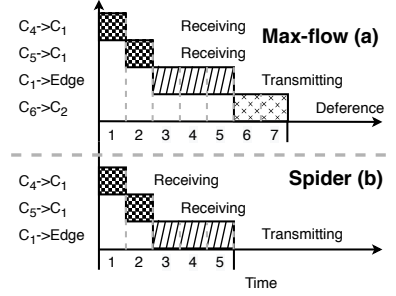 C4->C1 Receiving
C5->C1 Receiving Max-flow (a)
C1->Edge Transmitting
C6->C2 Deference
1 2 3 4 5 6 7
C4->C1 Receiving Spider (b)
C5->C1 Receiving
C1->Edge Transmitting
1 2 3 4 5
Time